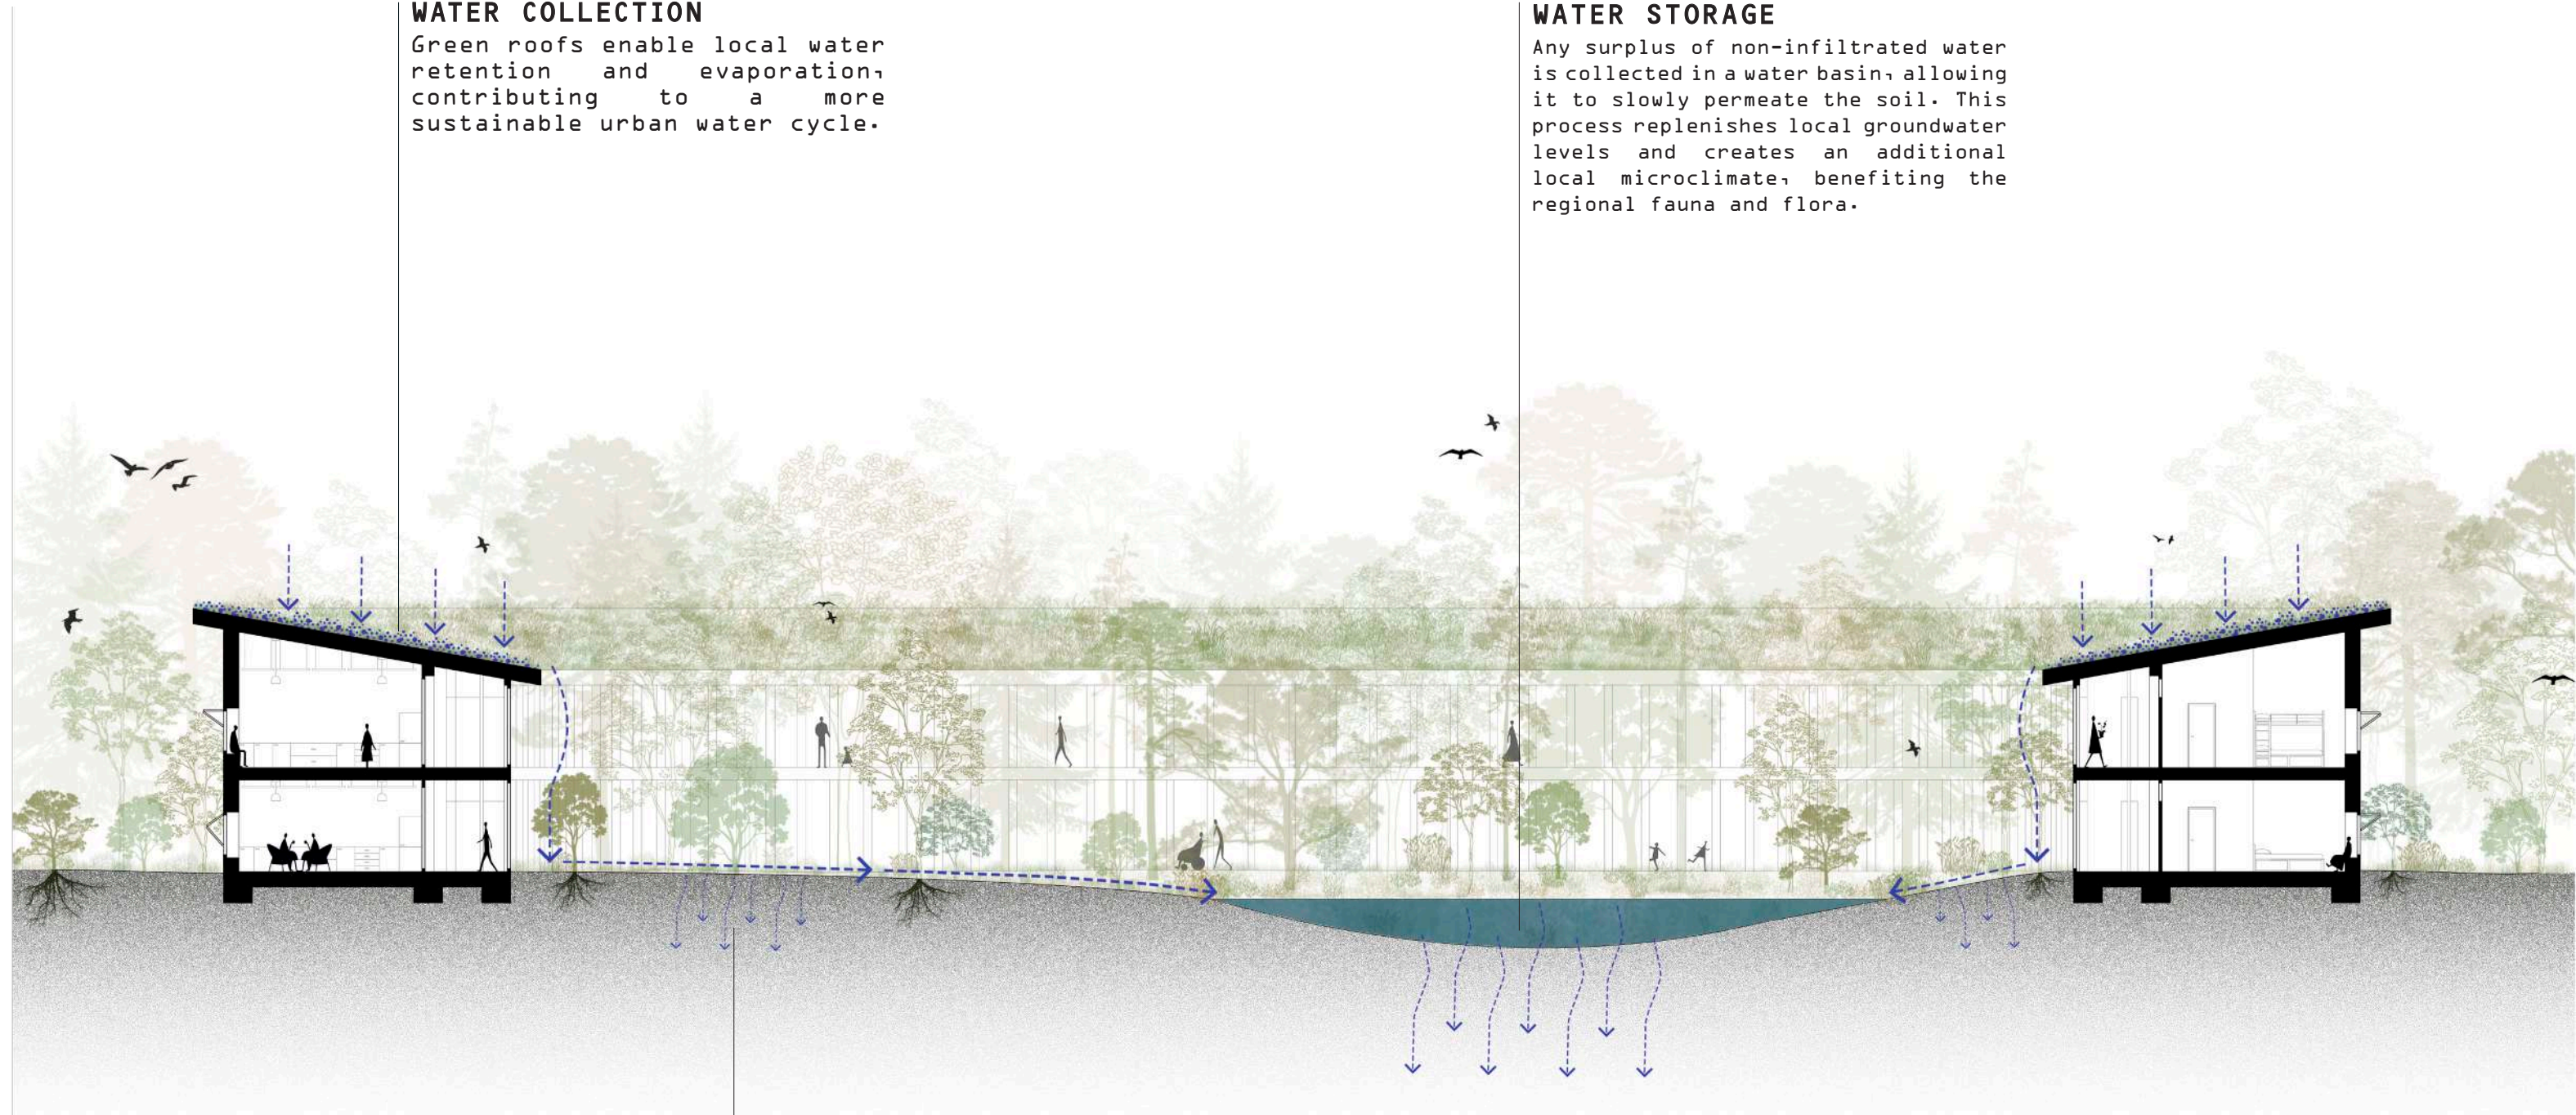 WATER COLLECTION
Green roofs enable local water
retention and evaporation,
contributing to a more
sustainable urban water cycle.
WATER STORAGE
Any surplus of non-infiltrated water
is collected in a water basin, allowing
it to slowly permeate the soil. This
process replenishes local groundwater
levels and creates an additional
local microclimate, benefiting the
regional fauna and flora.